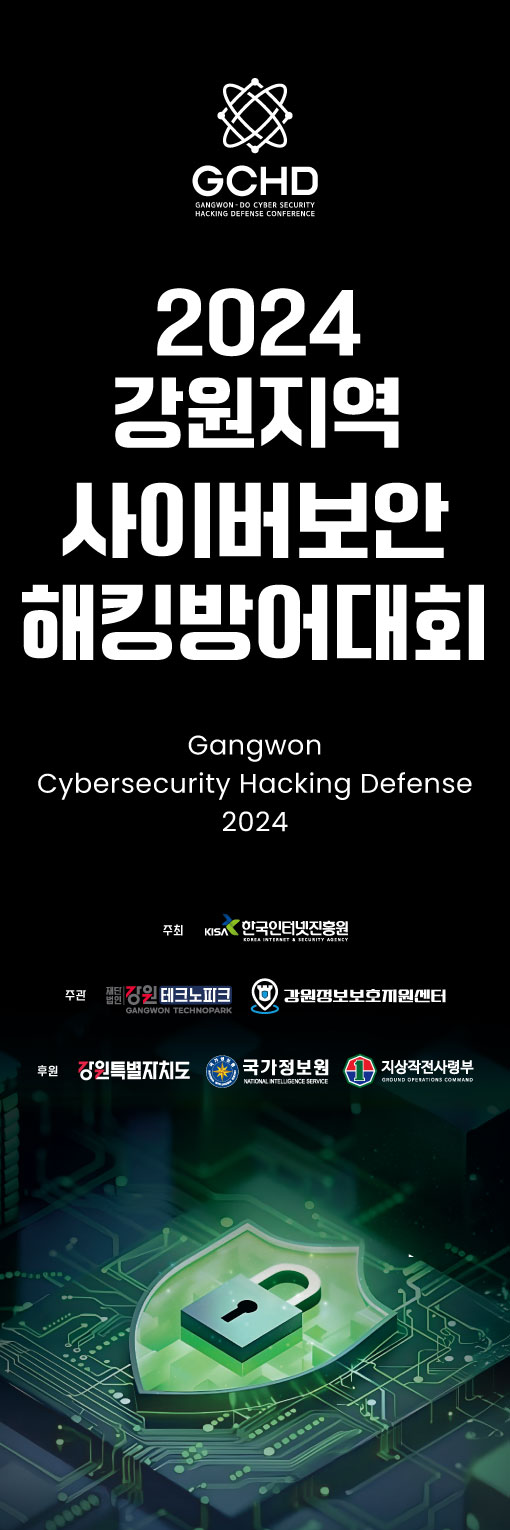 GCHD
GANGWON-DO CYBER SECURITY
HACKING DEFENSE CONFERENCE
2024
강원지역
사이버보안
해킹방어대회
Gangwon
Cybersecurity Hacking Defense
2024
주최 KISA 한국인터넷진흥원
KOREA INTERNET & SECURITY AGENCY
주관 재단법인 강원테크노파크 강원정보보호지원센터
GANGWON TECHNOPARK
후원 강원특별자치도 국가정보원 지상작전사령부
NATIONAL INTELLIGENCE SERVICE GROUND OPERATIONS COMMAND